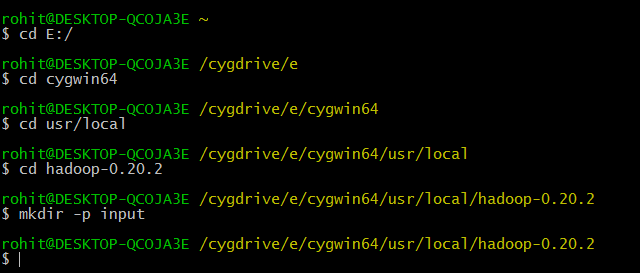 rohit@DESKTOP-QCOJA3E ~
$ cd E:/
rohit@DESKTOP-QCOJA3E /cygdrive/e
$ cd cygwin64
rohit@DESKTOP-QCOJA3E /cygdrive/e/cygwin64
$ cd usr/local
rohit@DESKTOP-QCOJA3E /cygdrive/e/cygwin64/usr/local
$ cd hadoop-0.20.2
rohit@DESKTOP-QCOJA3E /cygdrive/e/cygwin64/usr/local/hadoop-0.20.2
$ mkdir -p input
rohit@DESKTOP-QCOJA3E /cygdrive/e/cygwin64/usr/local/hadoop-0.20.2
$